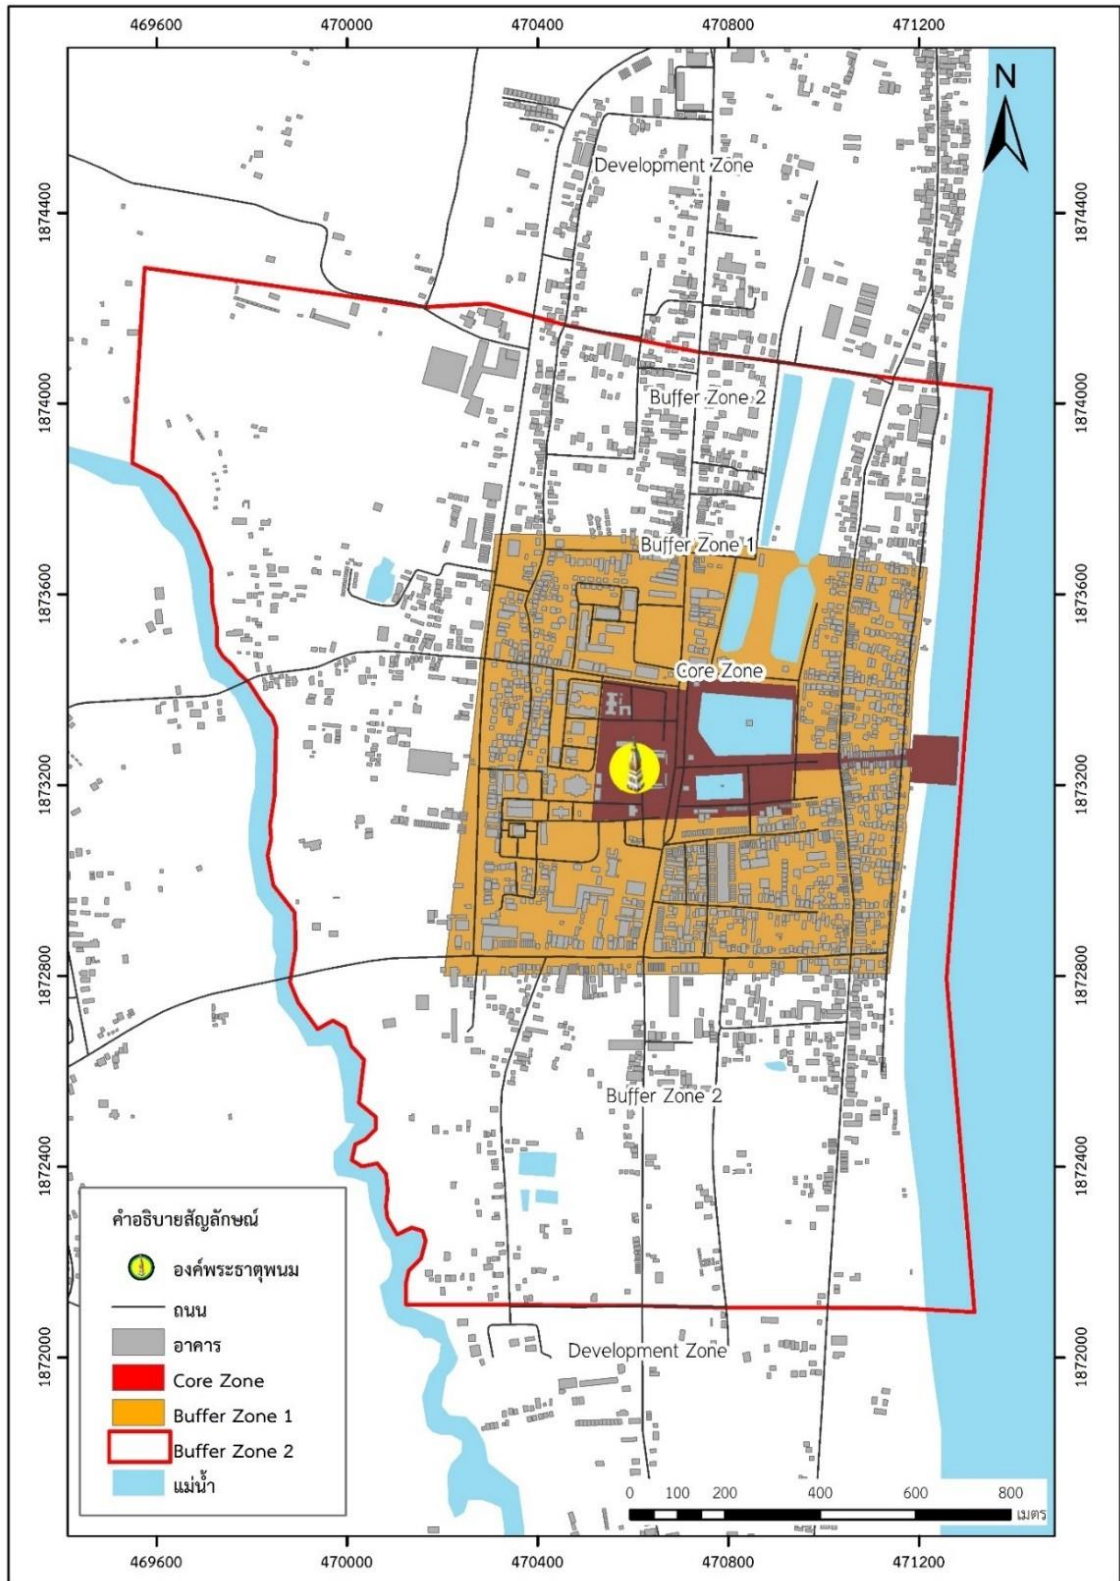 469600 470000 470400 470800 471200
N
Development Zone
1874400 1874400
1874000 1874000
Buffer Zone 2
Buffer Zone 1
1873600 1873600
Core Zone
1873200 1873200
1872800 1872800
Buffer Zone 2
1872400 1872400
1872000 1872000
Development Zone
คำอธิบายสัญลักษณ์
องค์พระธาตุพนม
ถนน
อาคาร
Core Zone
Buffer Zone 1
Buffer Zone 2
แม่น้ำ
0 100 200 400 600 800
เมตร
469600 470000 470400 470800 471200